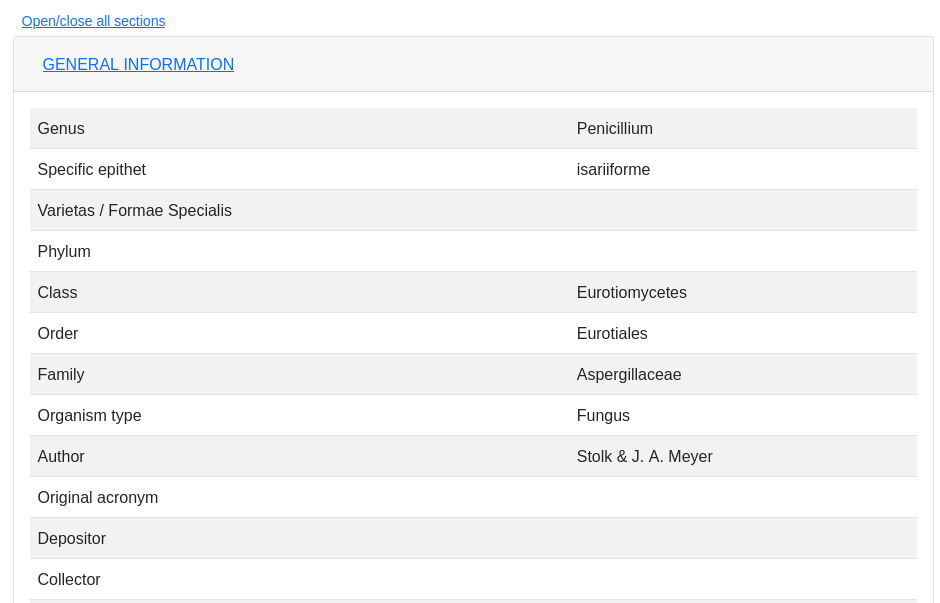 Open/close all sections
GENERAL INFORMATION
Genus Penicillium
Specific epithet isariiforme
Varietas / Formae Specialis
Phylum
Class Eurotiomycetes
Order Eurotiales
Family Aspergillaceae
Organism type Fungus
Author Stolk & J. A. Meyer
Original acronym
Depositor
Collector